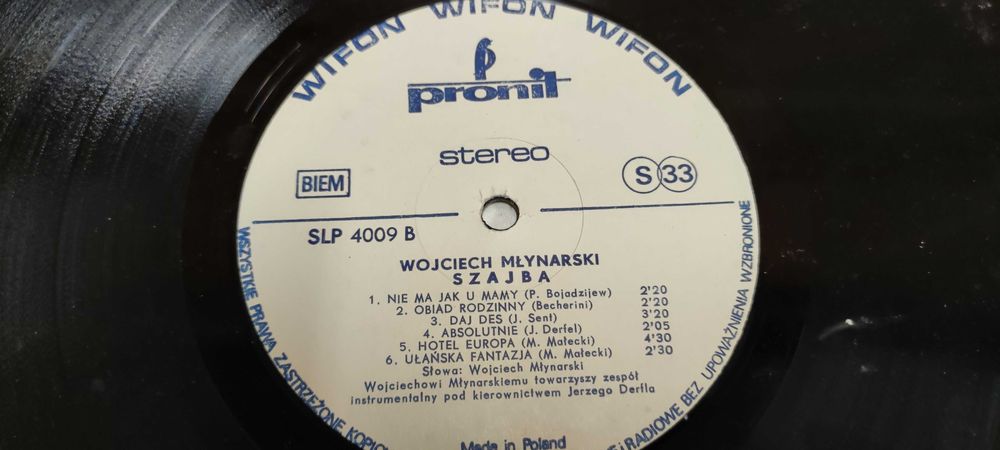 WIFON WIFON WIFON
pronit
stereo
BIEM
S 33
SLP 4009 B
WOJCIECH MŁYNARSKI
SZAJBA
1. NIE MA JAK U MAMY (P. Bojadzijew) 2'20
2. OBIAD RODZINNY (Becherini) 2'20
3. DAJ DES (J. Sent) 3'20
4. ABSOLUTNIE (J. Derfel) 2'05
5. HOTEL EUROPA (M. Małecki) 4'30
6. UŁAŃSKA FANTAZJA (M. Małecki) 2'30
Słowa: Wojciech Młynarski
Wojciechowi Młynarskiemu towarzyszy zespół
instrumentalny pod kierownictwem Jerzego Derfla
Made in Poland
WSZYSTKIE PRAWA ZASTRZEŻONE
I RADIOWE BEZ UPOWAŻNIENIA WZBRONIONE